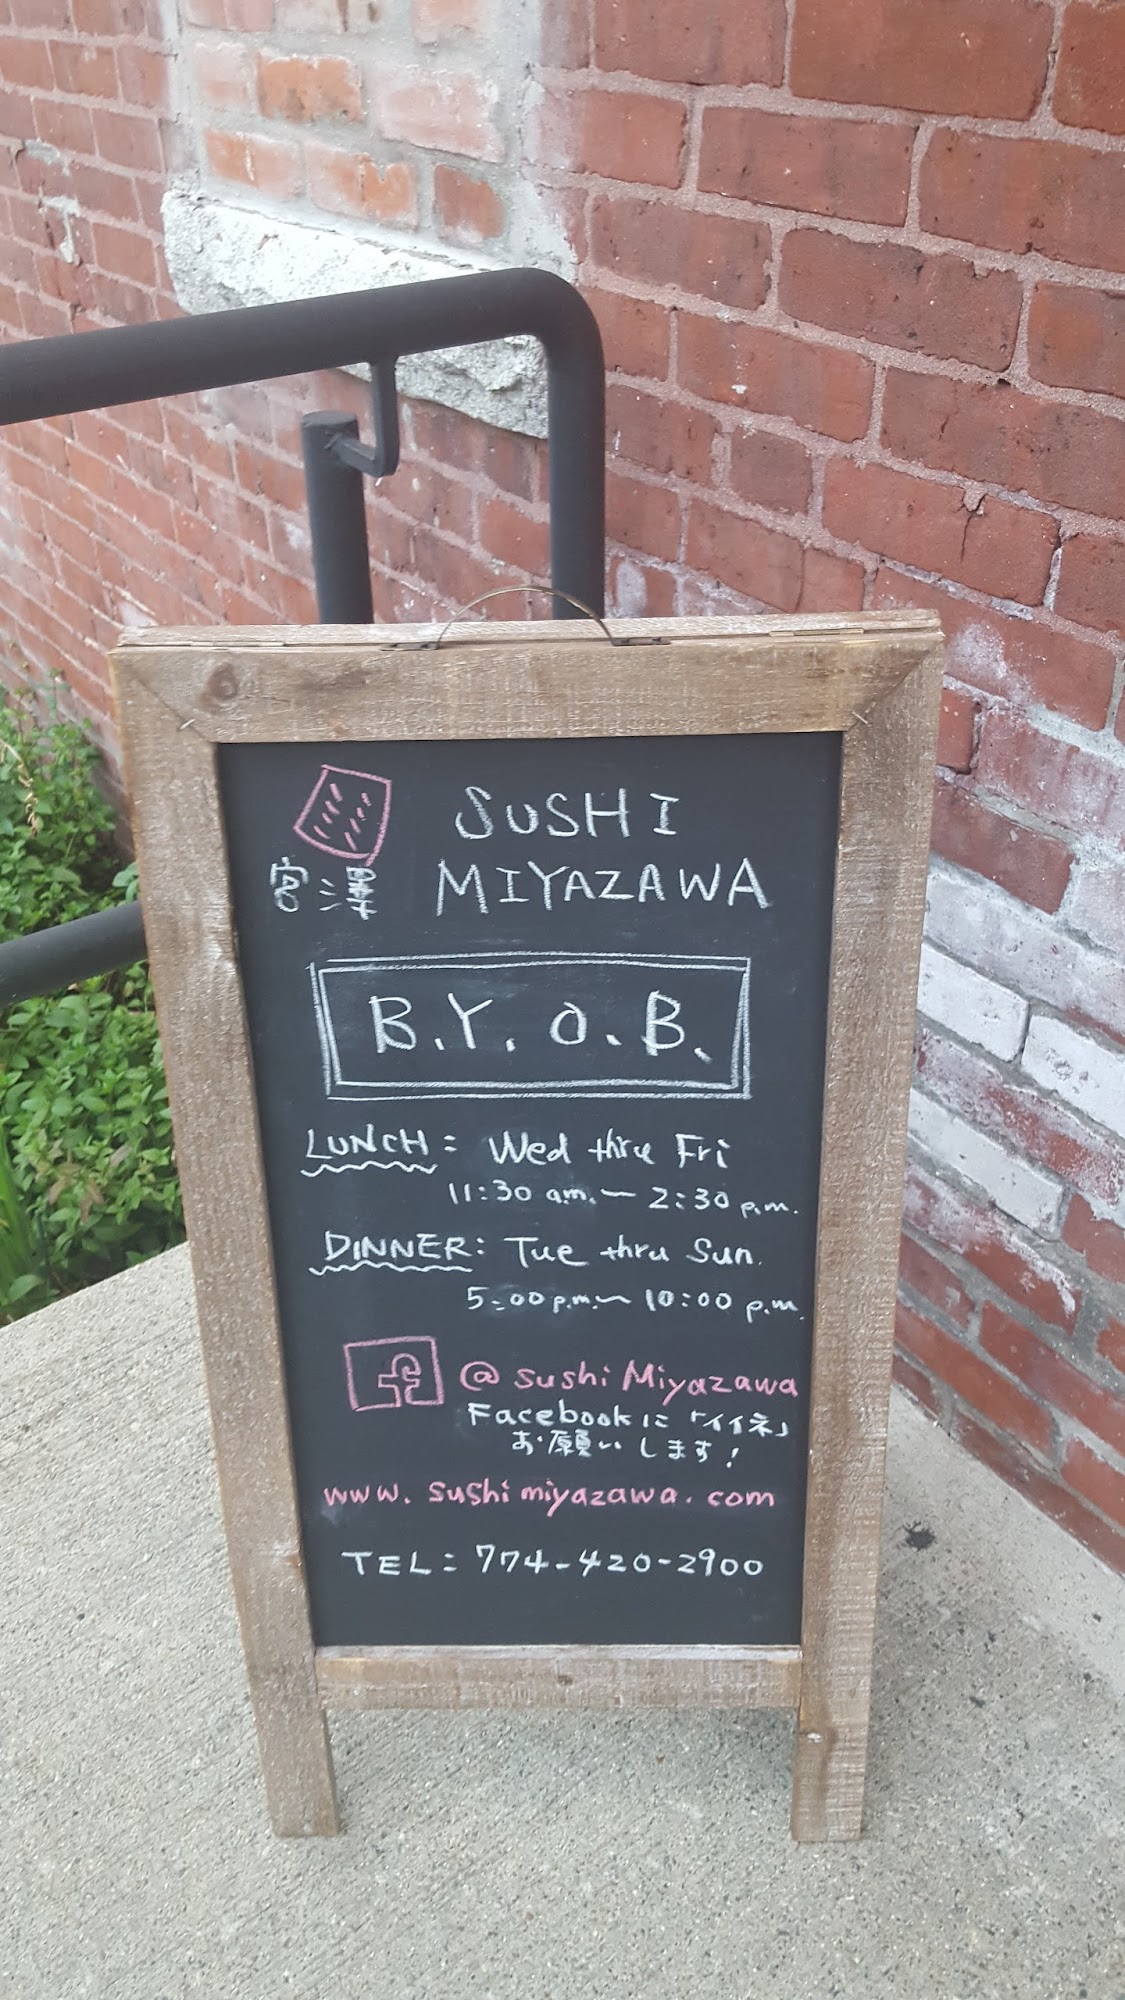 SUSHI
宮澤 MIYAZAWA
B.Y.O.B.
LUNCH: Wed thru Fri
11:30 a.m. ~ 2:30 p.m.
DINNER: Tue thru Sun.
5:00 p.m. ~ 10:00 p.m.
f @sushiMiyazawa
Facebookに「イイネ」
お願いします!
www.sushimiyazawa.com
TEL: 774-420-2900